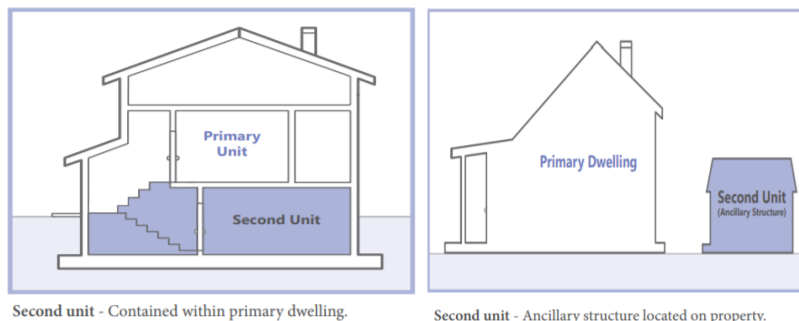 Primary
Unit
Second Unit
Second unit - Contained within primary dwelling.
Primary Dwelling
Second Unit
(Ancillary Structure)
Second unit - Ancillary structure located on property.